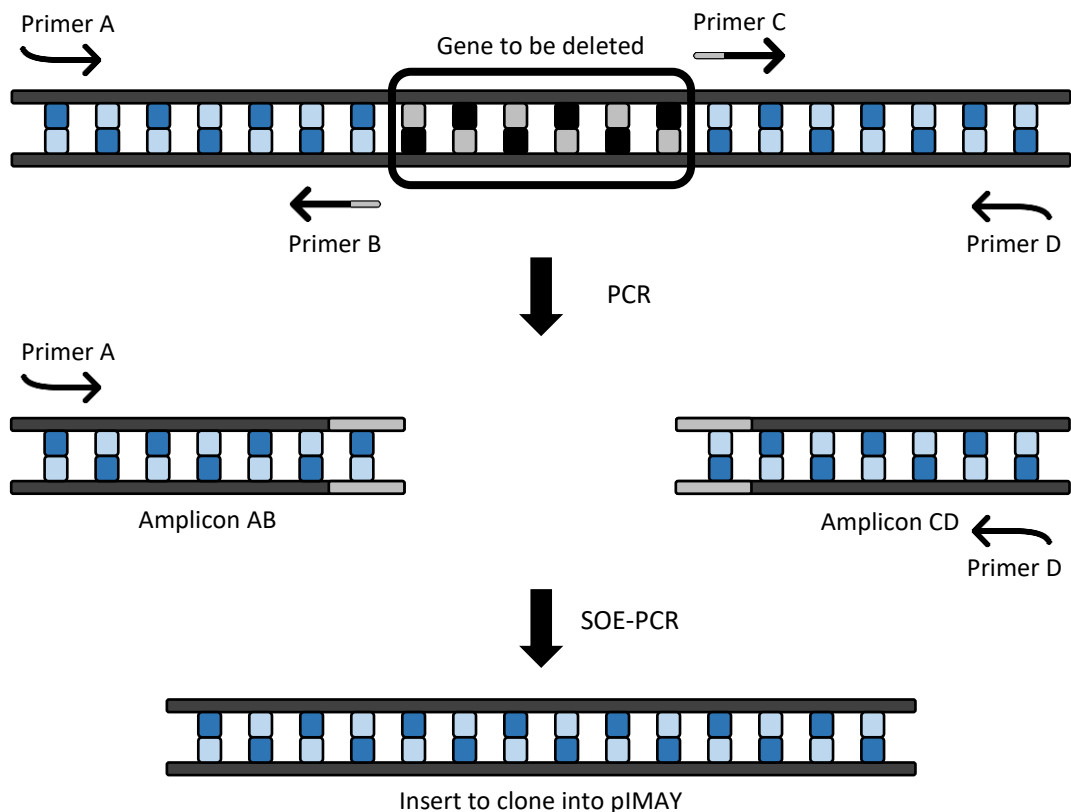 Primer A
Gene to be deleted
Primer C
Primer B
Primer D
PCR
Primer A
Amplicon AB
Amplicon CD
Primer D
SOE-PCR
Insert to clone into pIMAY